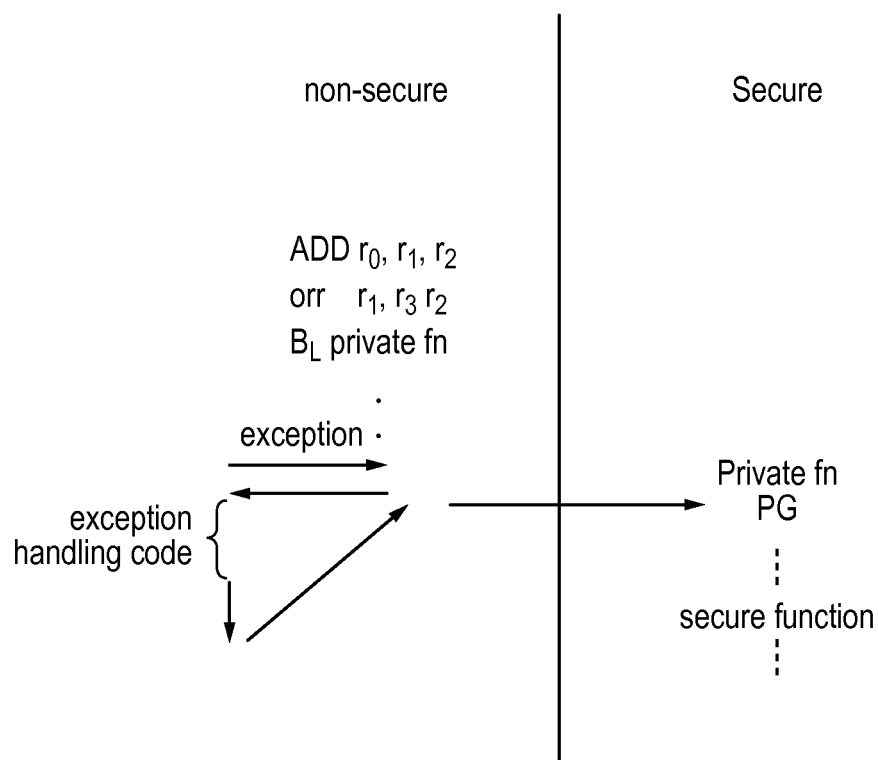 non-secure
Secure
ADD r₀, r₁, r₂
orr r₁, r₃ r₂
B_L private fn
exception
exception
handling code
Private fn
PG
secure function